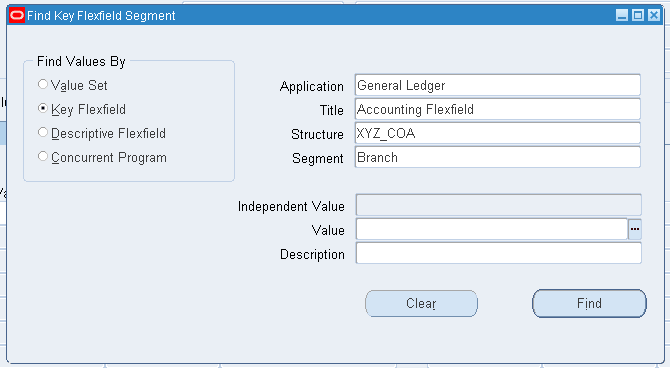 Find Key Flexfield Segment
Find Values By
Value Set
Key Flexfield
Descriptive Flexfield
Concurrent Program
Application General Ledger
Title Accounting Flexfield
Structure XYZ_COA
Segment Branch
Independent Value
Value
Description
Clear Find